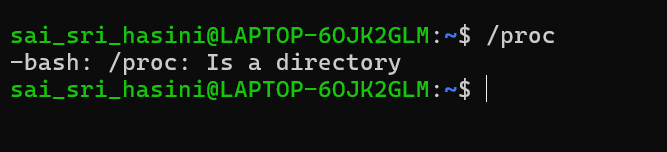 sai_sri_hasini@LAPTOP-6OJK2GLM:~$ /proc
-bash: /proc: Is a directory
sai_sri_hasini@LAPTOP-6OJK2GLM:~$